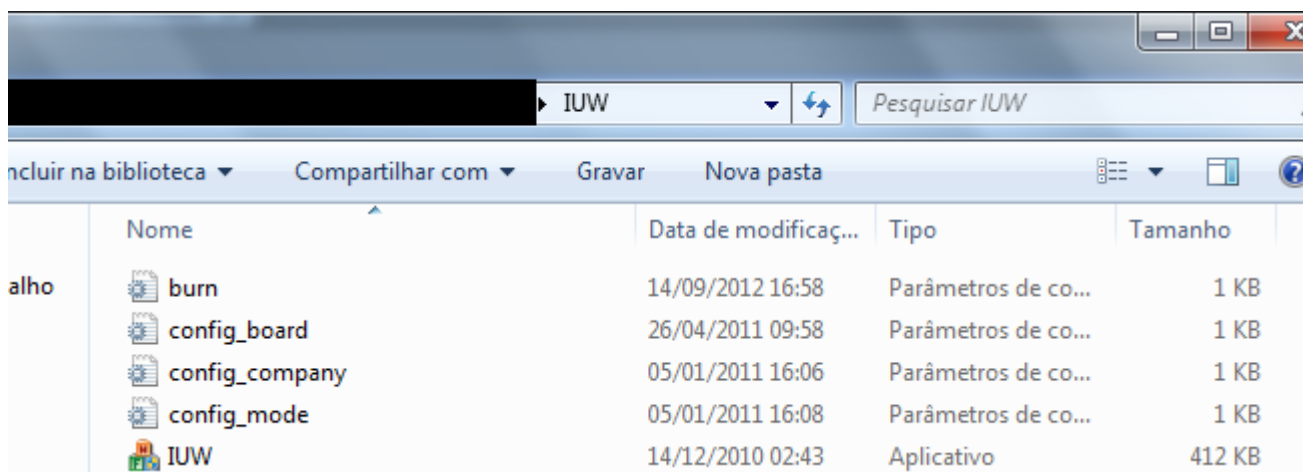 IUW Pesquisar IUW
ncluir na biblioteca Compartilhar com Gravar Nova pasta
Nome Data de modificaç... Tipo Tamanho
alho burn 14/09/2012 16:58 Parâmetros de co... 1 KB
config_board 26/04/2011 09:58 Parâmetros de co... 1 KB
config_company 05/01/2011 16:06 Parâmetros de co... 1 KB
config_mode 05/01/2011 16:08 Parâmetros de co... 1 KB
IUW 14/12/2010 02:43 Aplicativo 412 KB